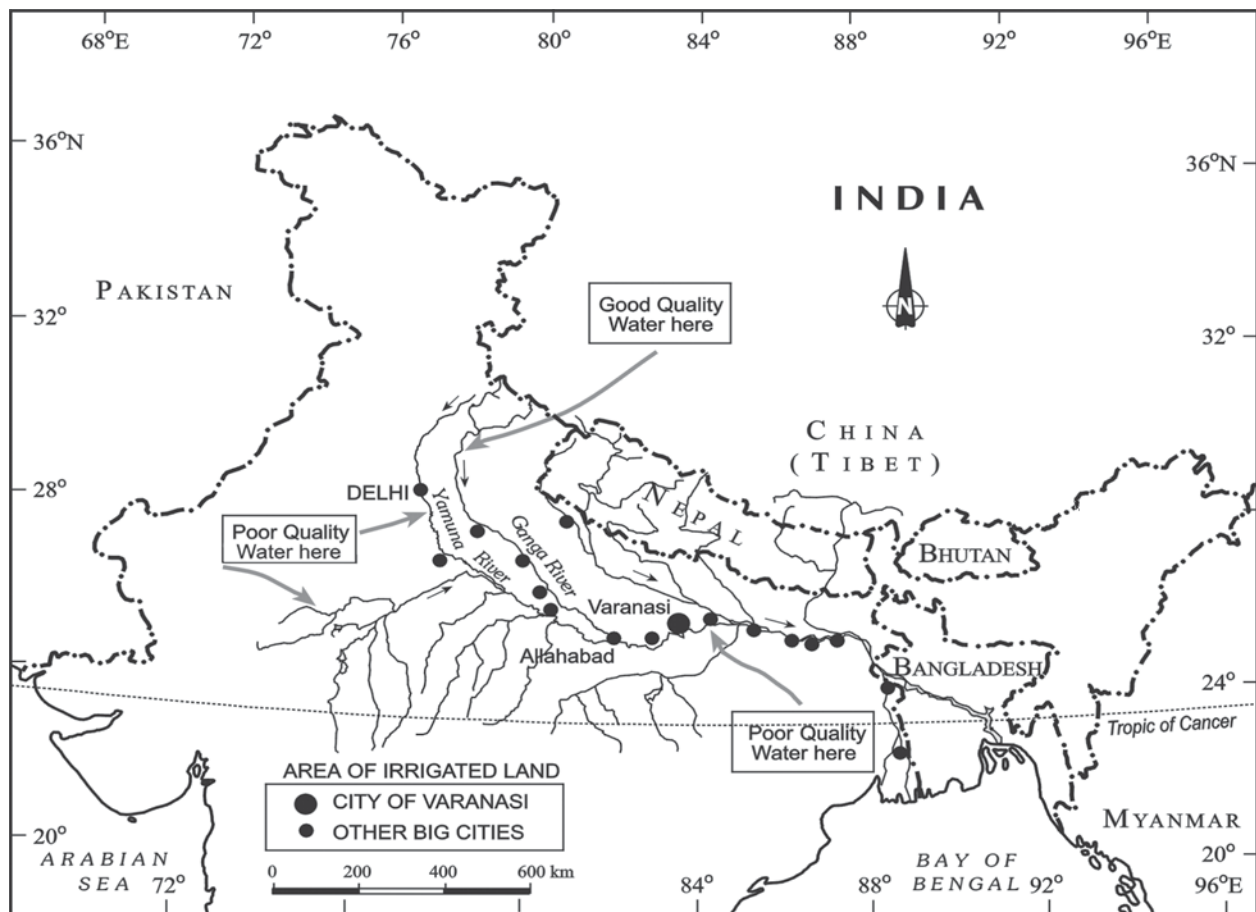 68°E 72° 76° 80° 84° 88° 92° 96°E
36°N
36°N
INDIA
PAKISTAN
Good Quality
Water here
N
32°
32°
CHINA
(TIBET)
28°
28°
DELHI
NEPAL
Poor Quality
Water here
Yamuna
River
Ganga River
BHUTAN
Varanasi
Allahabad
BANGLADESH
24°
Tropic of Cancer
Poor Quality
Water here
AREA OF IRRIGATED LAND
CITY OF VARANASI
OTHER BIG CITIES
MYANMAR
20°
20°
ARABIAN
SEA
BAY OF
BENGAL
0 200 400 600 km
72° 84° 88° 92° 96°E